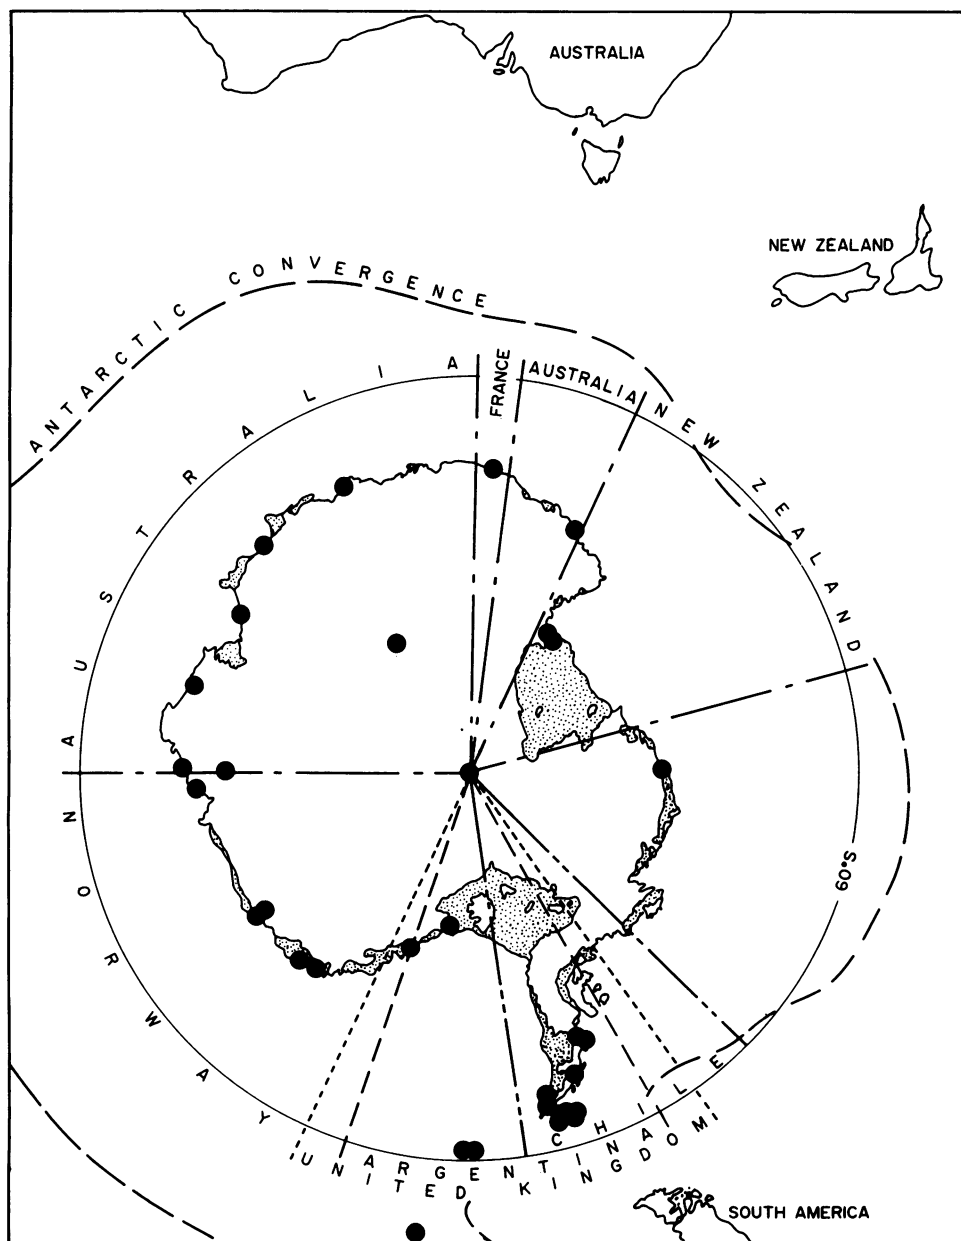 AUSTRALIA
NEW ZEALAND
ANTARCTIC CONVERGENCE
AUSTRALIA
FRANCE
AUSTRALIA
NEW ZEALAND
60°S
NORWAY
CHILE
ARGENTINA
UNITED KINGDOM
SOUTH AMERICA